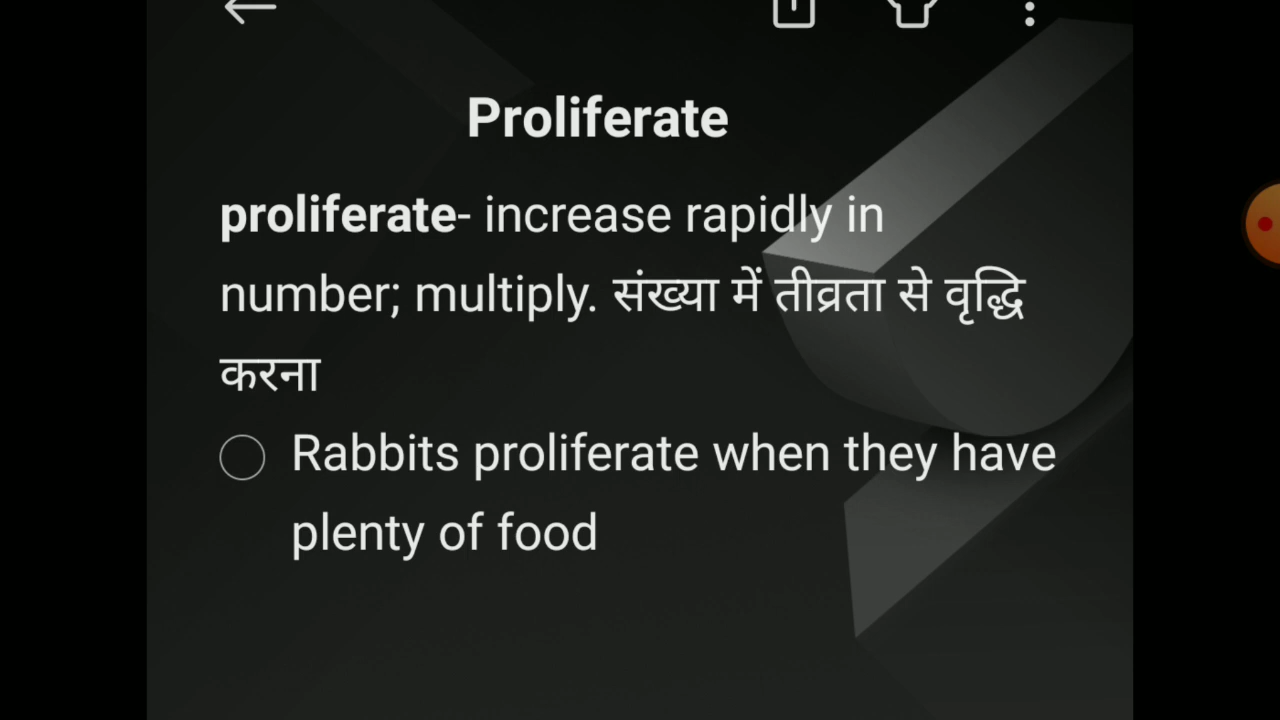 Proliferate
proliferate- increase rapidly in
number; multiply. संख्या में तीव्रता से वृद्धि
करना
Rabbits proliferate when they have
plenty of food